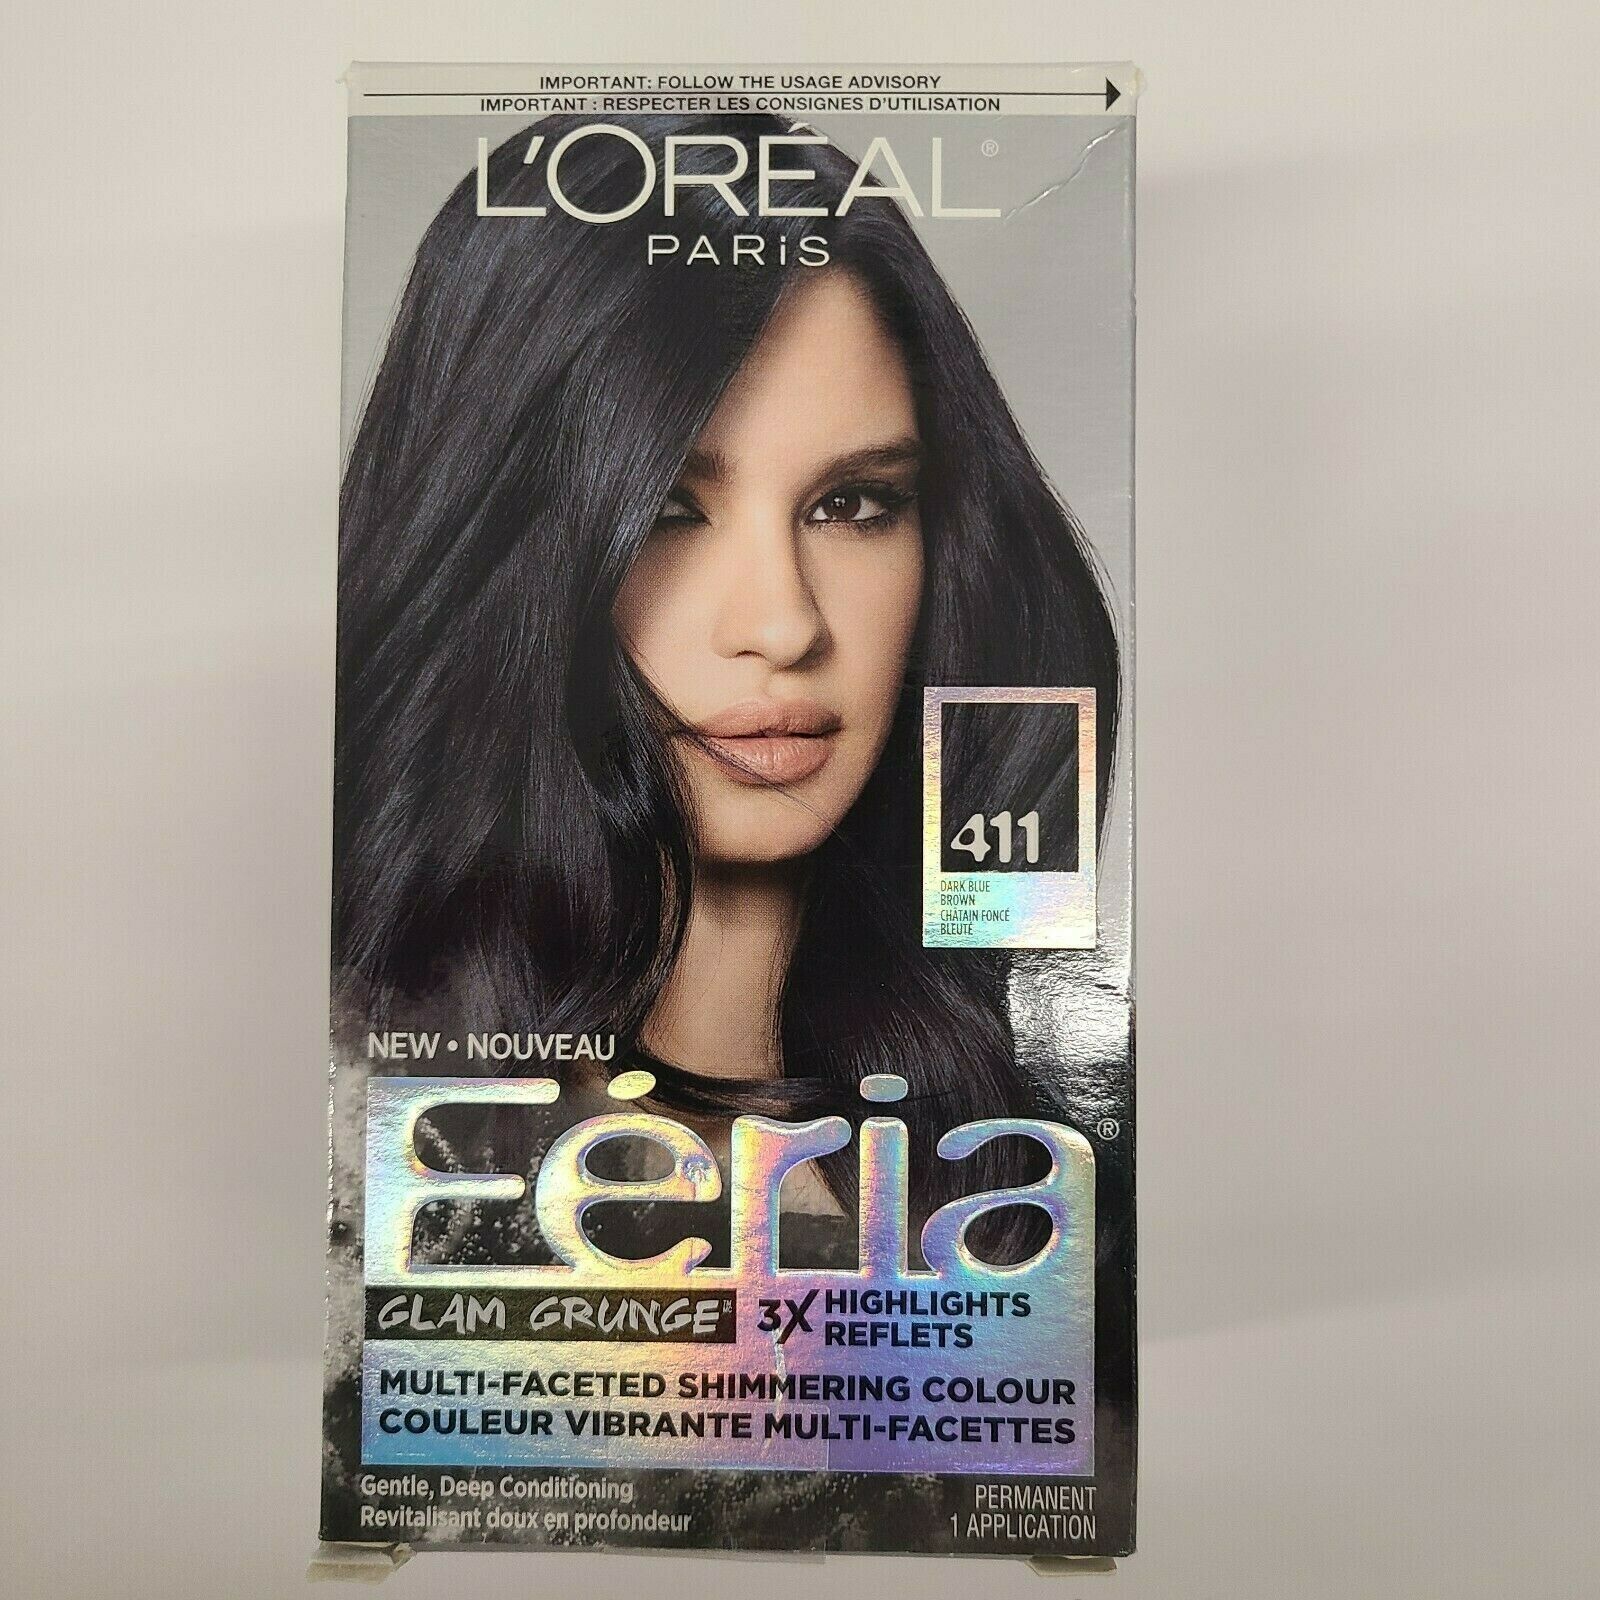 IMPORTANT: FOLLOW THE USAGE ADVISORY
IMPORTANT : RESPECTER LES CONSIGNES D'UTILISATION
L'ORÉAL®
PARiS
411
DARK BLUE
BROWN
CHÂTAIN FONCÉ
BLEUTÉ
NEW • NOUVEAU
Féria®
GLAM GRUNGE™
3X HIGHLIGHTS
REFLETS
MULTI-FACETED SHIMMERING COLOUR
COULEUR VIBRANTE MULTI-FACETTES
Gentle, Deep Conditioning
Revitalisant doux en profondeur
PERMANENT
1 APPLICATION